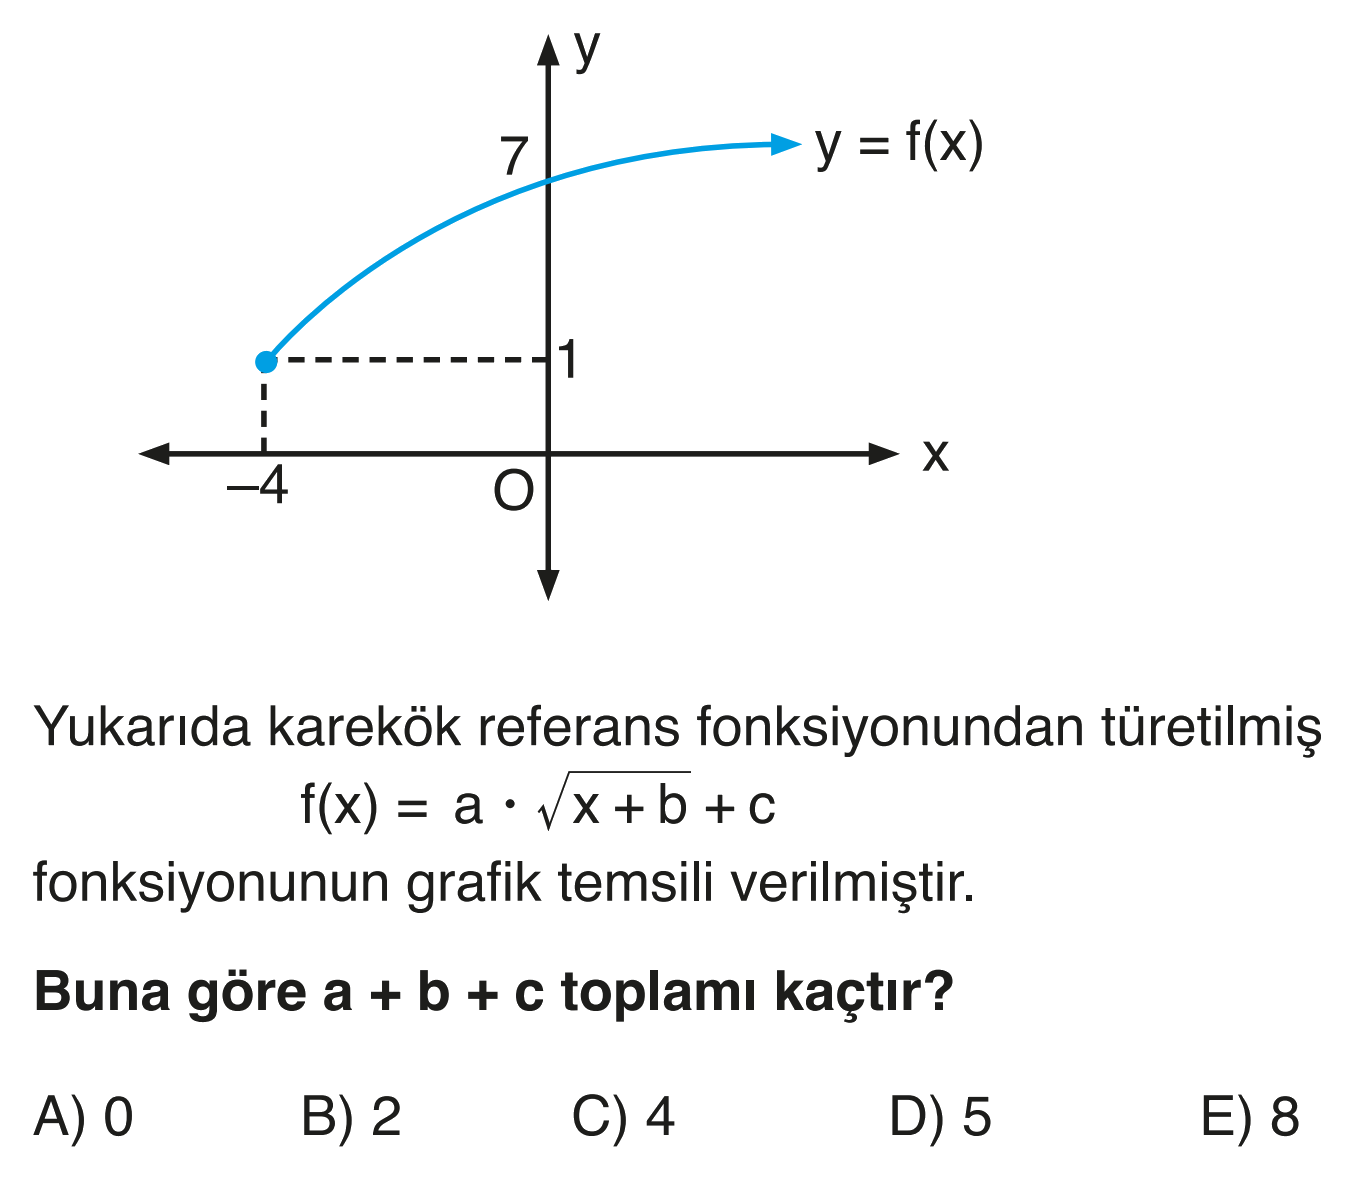 y
7
y = f(x)
1
x
–4
O
Yukarıda karekök referans fonksiyonundan türetilmiş
f(x) = a · √x + b + c
fonksiyonunun grafik temsili verilmiştir.
Buna göre a + b + c toplamı kaçtır?
A) 0 B) 2 C) 4 D) 5 E) 8